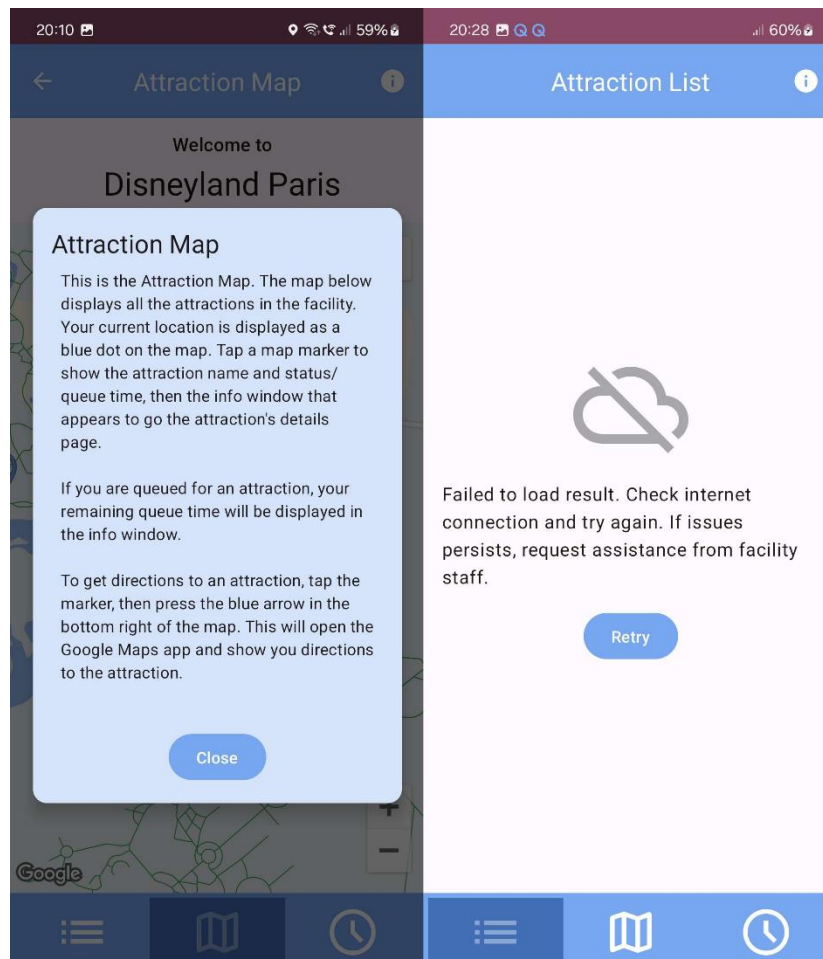 20:10
59%
Attraction Map
Welcome to
Disneyland Paris
Attraction Map
This is the Attraction Map. The map below
displays all the attractions in the facility.
Your current location is displayed as a
blue dot on the map. Tap a map marker to
show the attraction name and status/
queue time, then the info window that
appears to go the attraction's details
page.
If you are queued for an attraction, your
remaining queue time will be displayed in
the info window.
To get directions to an attraction, tap the
marker, then press the blue arrow in the
bottom right of the map. This will open the
Google Maps app and show you directions
to the attraction.
Close
+
−
Google
20:28
60%
Attraction List
Failed to load result. Check internet
connection and try again. If issues
persists, request assistance from facility
staff.
Retry